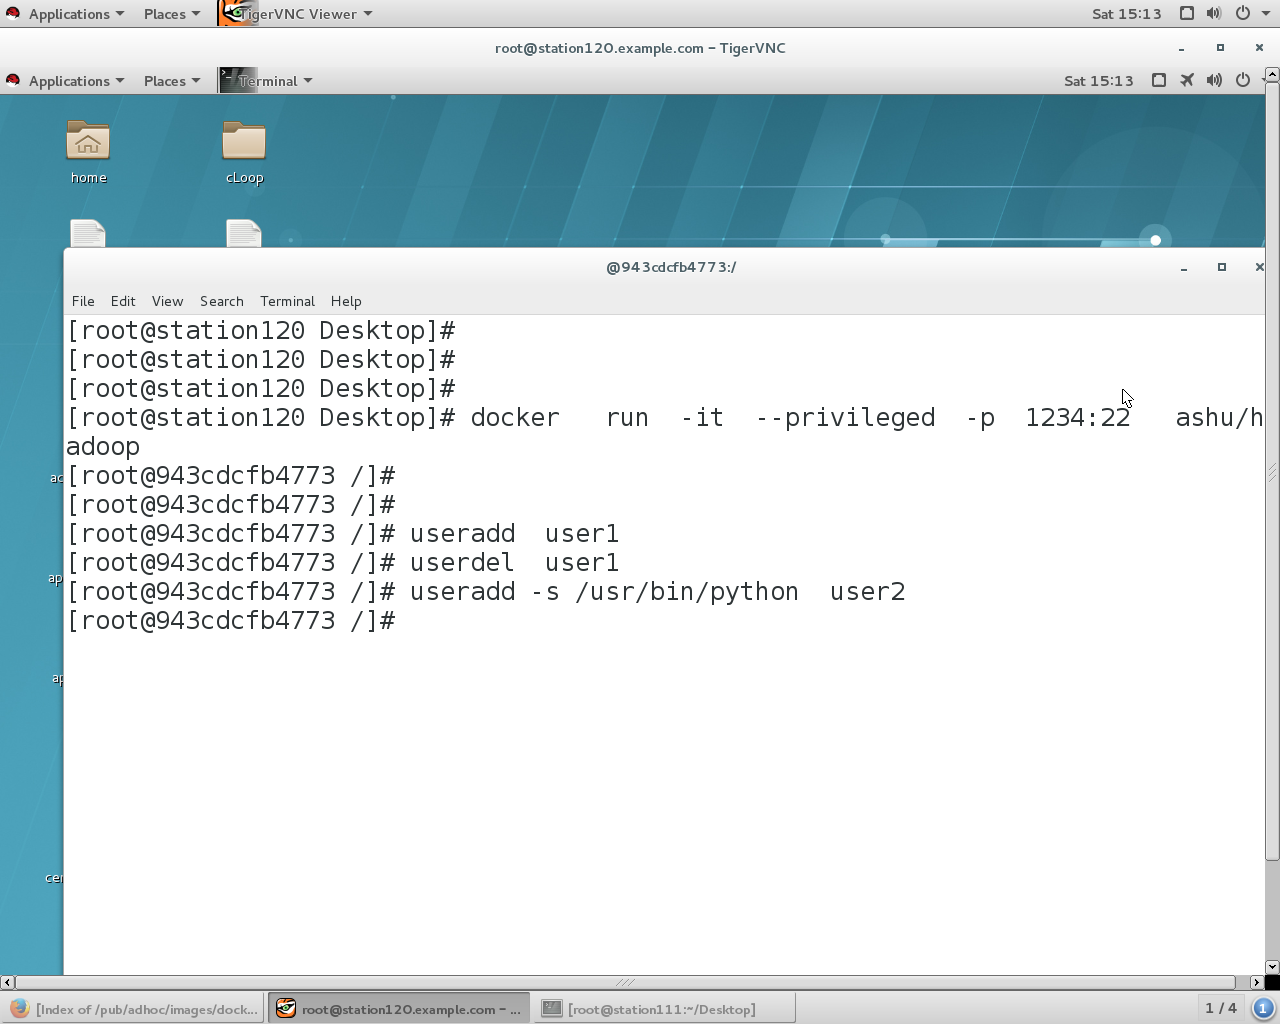 Applications Places TigerVNC Viewer Sat 15:13
root@station120.example.com - TigerVNC
Applications Places Terminal Sat 15:13
home cLoop
@943cdcfb4773:/
File Edit View Search Terminal Help
[root@station120 Desktop]#
[root@station120 Desktop]#
[root@station120 Desktop]#
[root@station120 Desktop]# docker   run  -it  --privileged  -p  1234:22   ashu/h
adoop
[root@943cdcfb4773 /]#
[root@943cdcfb4773 /]#
[root@943cdcfb4773 /]# useradd  user1
[root@943cdcfb4773 /]# userdel  user1
[root@943cdcfb4773 /]# useradd -s /usr/bin/python  user2
[root@943cdcfb4773 /]#
[Index of /pub/adhoc/images/dock... root@station120.example.com - ... [root@station111:~/Desktop] 1 / 4 1